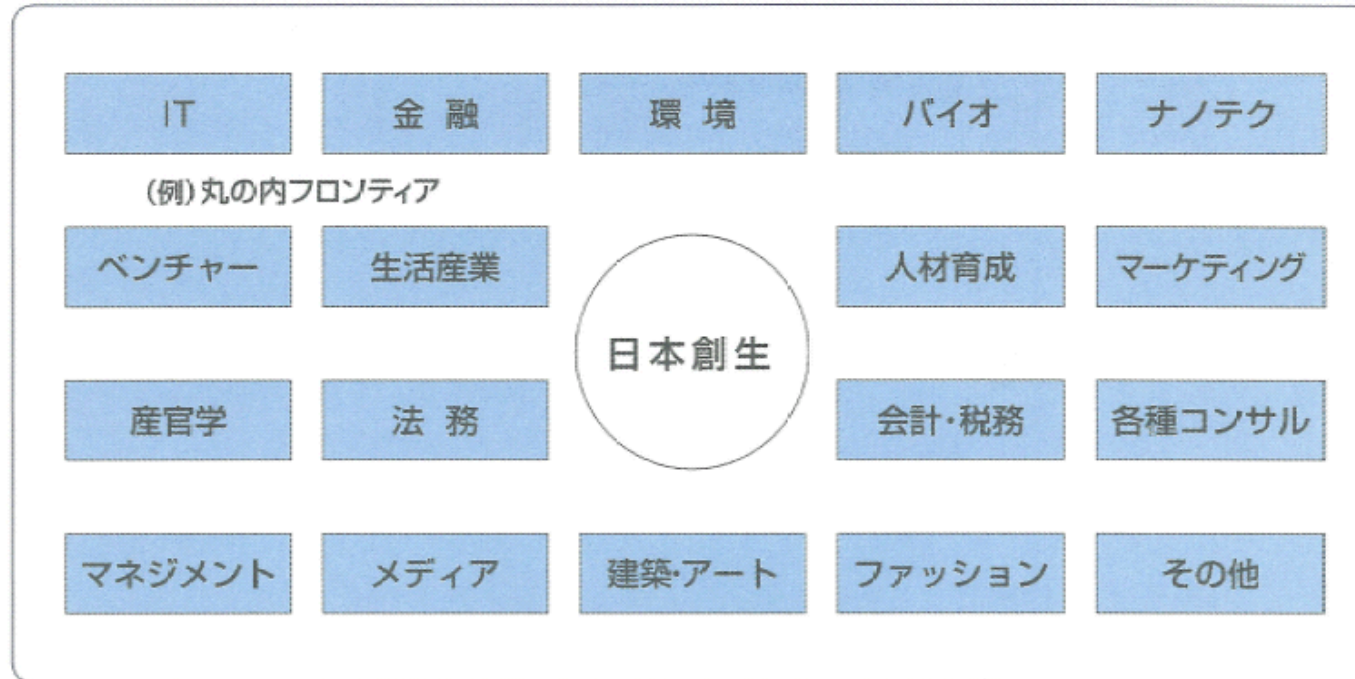 IT
金 融
環 境
バイオ
ナノテク
(例)丸の内フロンティア
ベンチャー
生活産業
人材育成
マーケティング
日本創生
産官学
法 務
会計・税務
各種コンサル
マネジメント
メディア
建築・アート
ファッション
その他